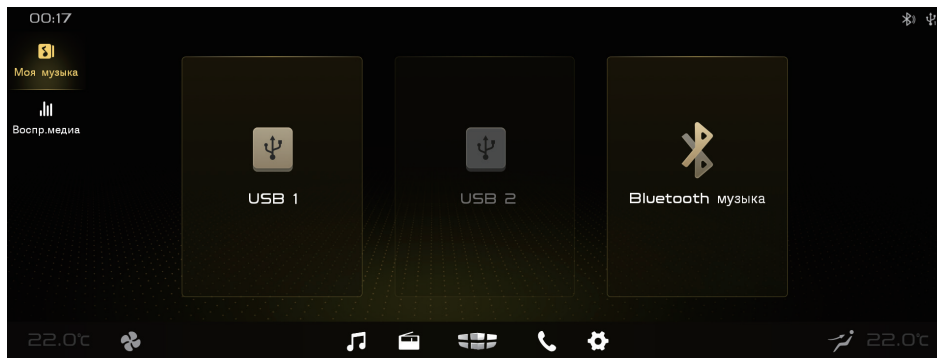 00:17
Моя музыка
Воспр.медиа
USB 1
USB 2
Bluetooth музыка
22.0℃
22.0℃